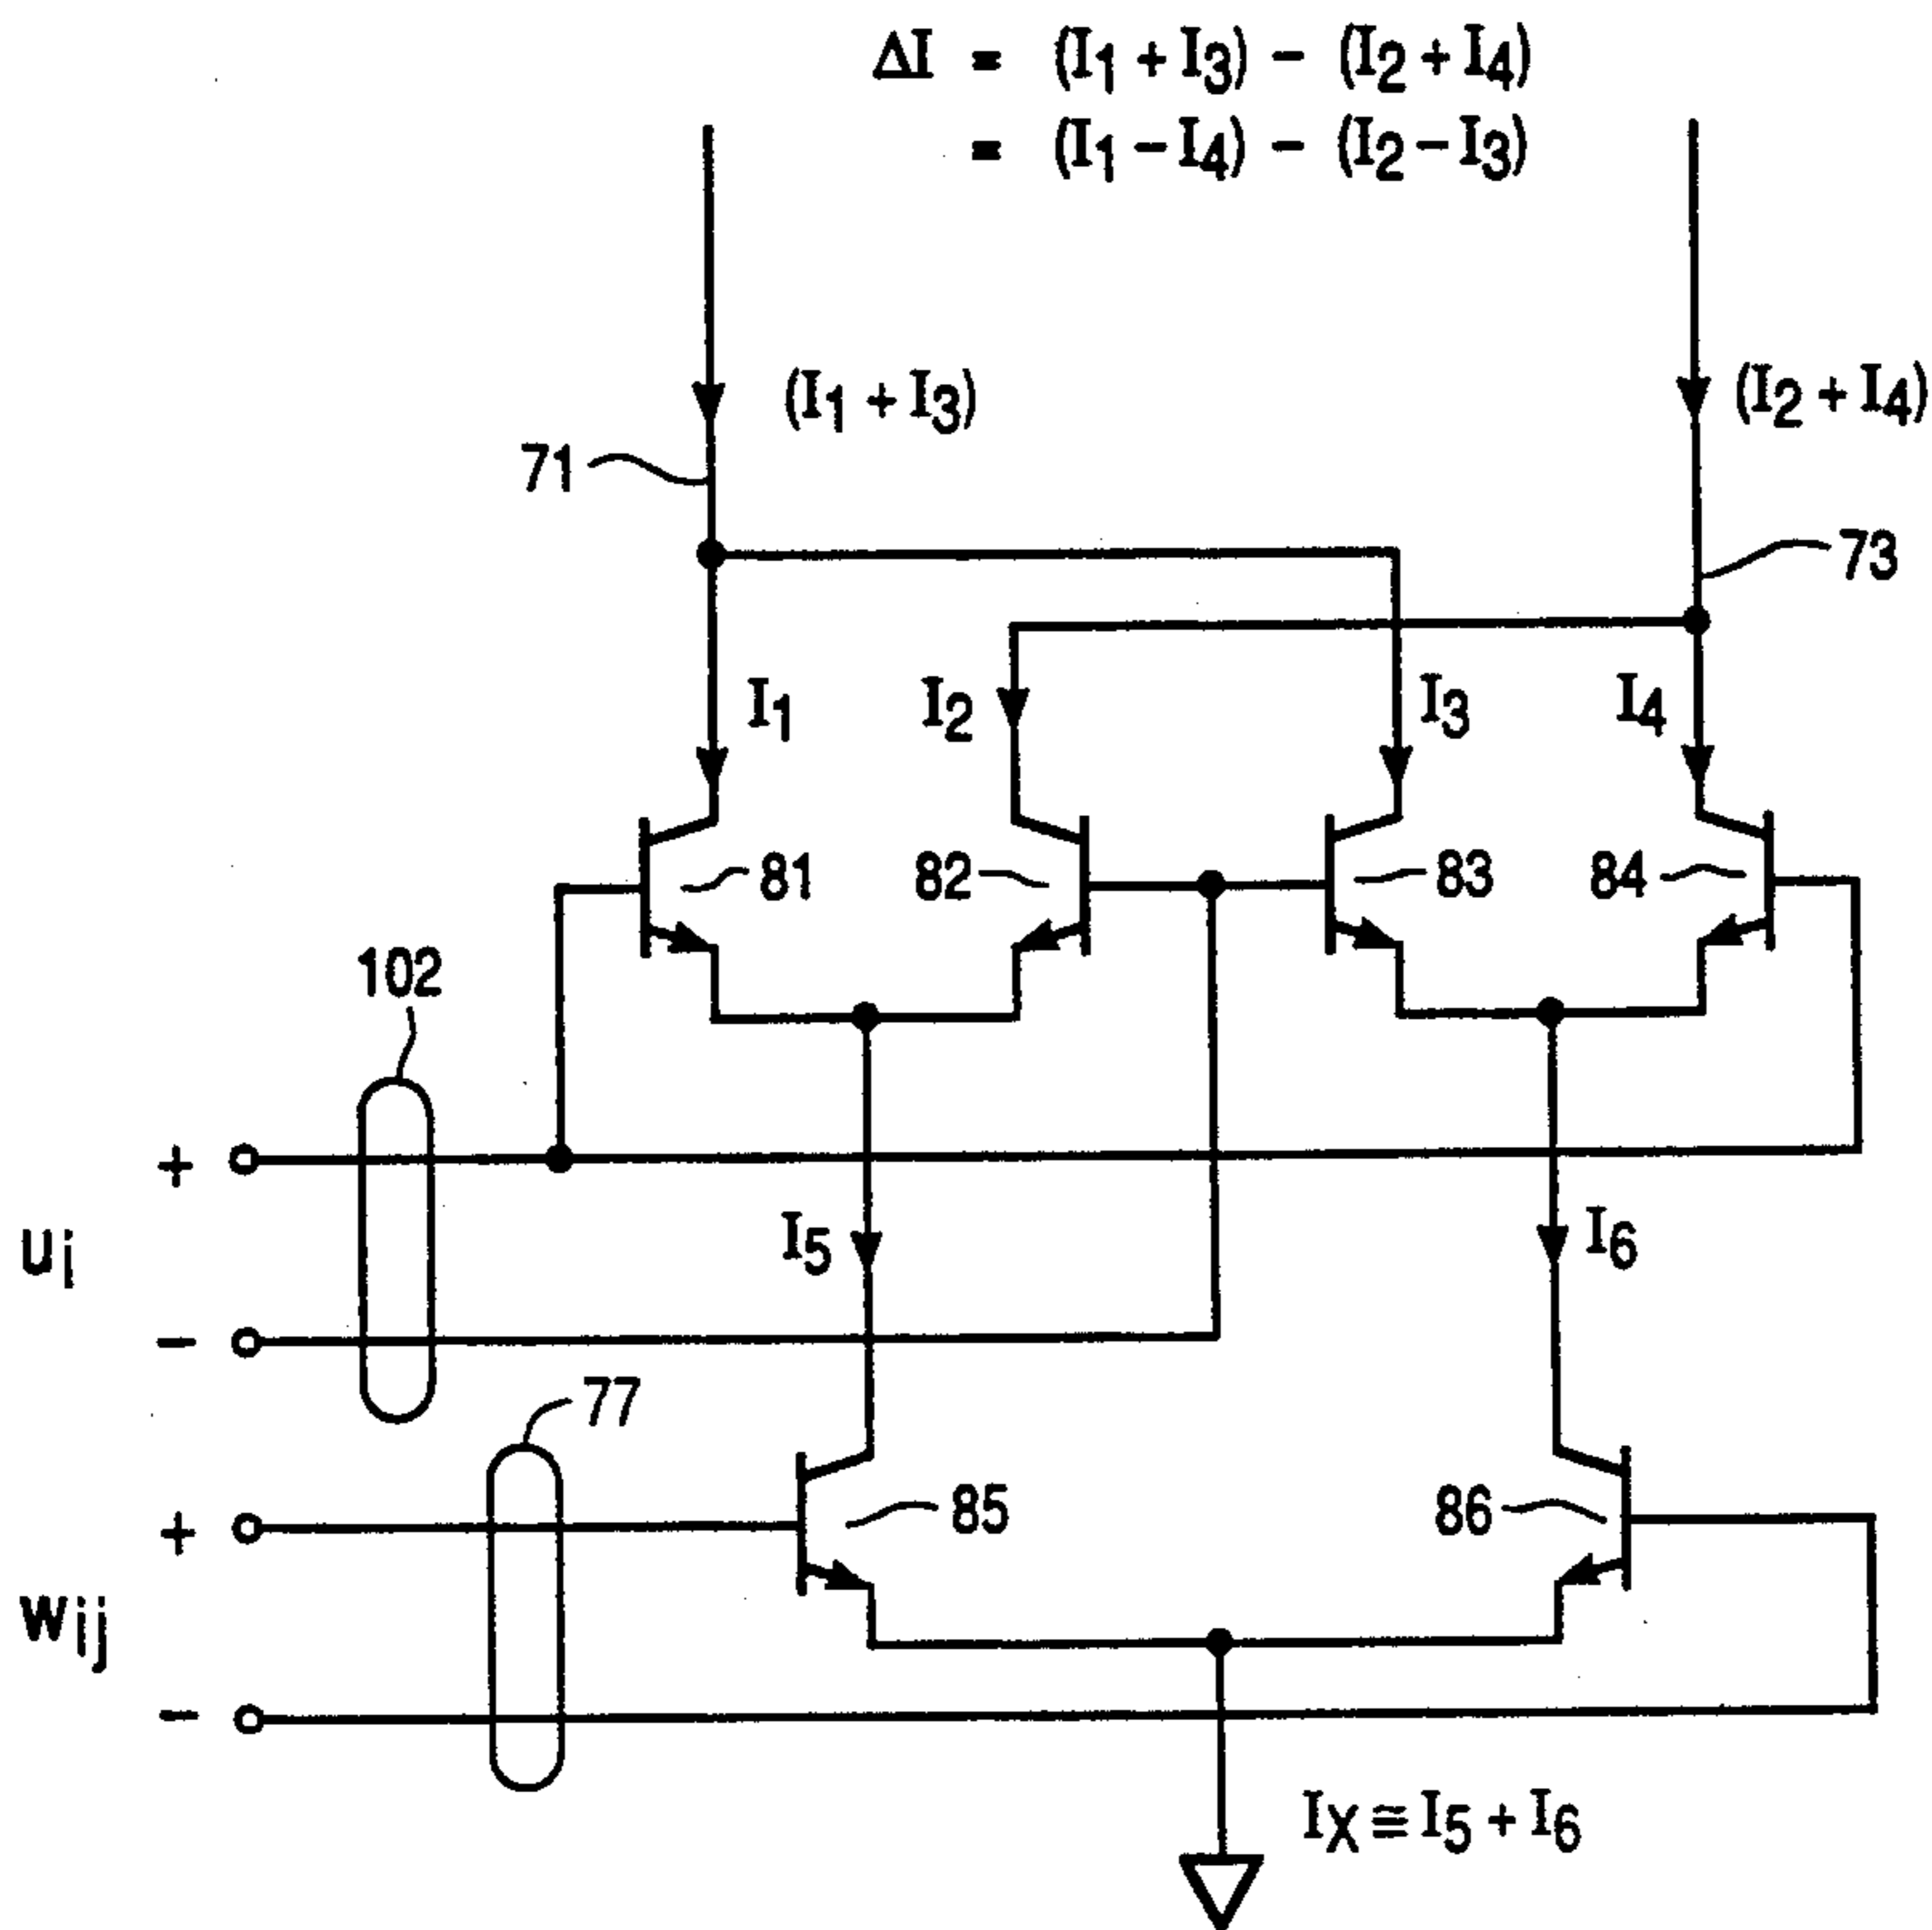 ΔI = (I₁ + I₃) − (I₂ + I₄)
= (I₁ − I₄) − (I₂ − I₃)
(I₁ + I₃)
(I₂ + I₄)
71
73
I₁
I₂
I₃
I₄
81
82
83
84
102
+
uᵢ
−
I₅
I₆
77
+
85
86
wᵢⱼ
−
Iₓ ≅ I₅ + I₆